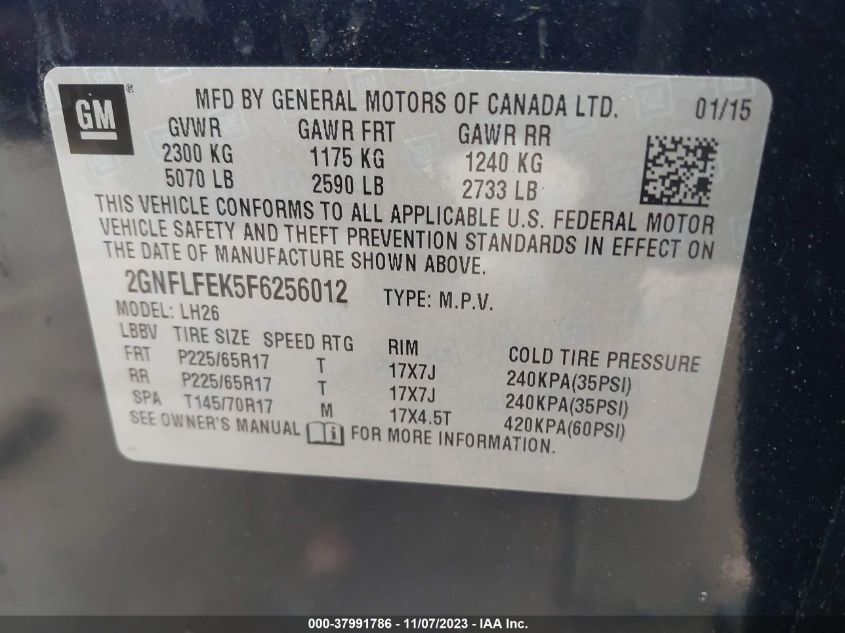 GM MFD BY GENERAL MOTORS OF CANADA LTD. 01/15
GVWR GAWR FRT GAWR RR
2300 KG 1175 KG 1240 KG
5070 LB 2590 LB 2733 LB
THIS VEHICLE CONFORMS TO ALL APPLICABLE U.S. FEDERAL MOTOR
VEHICLE SAFETY AND THEFT PREVENTION STANDARDS IN EFFECT ON
THE DATE OF MANUFACTURE SHOWN ABOVE.
2GNFLFEK5F6256012 TYPE: M.P.V.
MODEL: LH26
LBBV TIRE SIZE SPEED RTG RIM COLD TIRE PRESSURE
FRT P225/65R17 T 17X7J 240KPA(35PSI)
RR P225/65R17 T 17X7J 240KPA(35PSI)
SPA T145/70R17 M 17X4.5T 420KPA(60PSI)
SEE OWNER'S MANUAL FOR MORE INFORMATION.
000-37991786 - 11/07/2023 - IAA Inc.